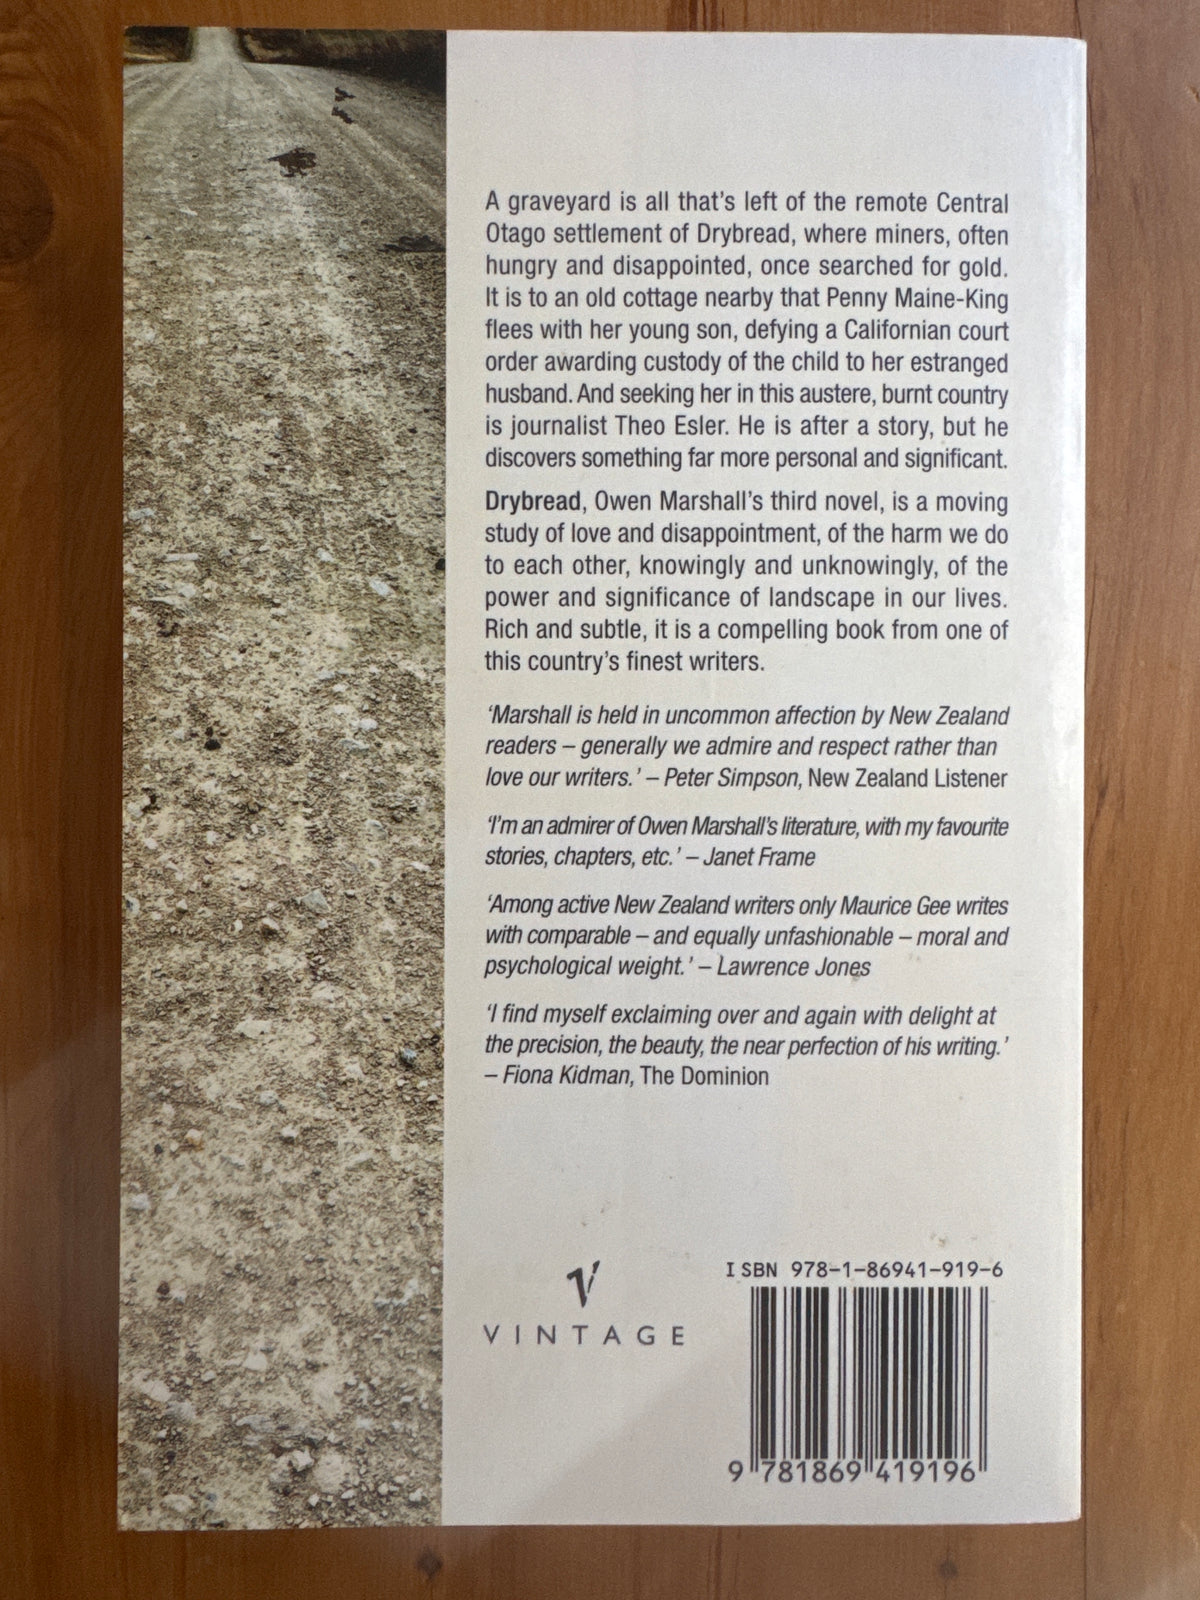 A graveyard is all that's left of the remote Central
Otago settlement of Drybread, where miners, often
hungry and disappointed, once searched for gold.
It is to an old cottage nearby that Penny Maine-King
flees with her young son, defying a Californian court
order awarding custody of the child to her estranged
husband. And seeking her in this austere, burnt country
is journalist Theo Esler. He is after a story, but he
discovers something far more personal and significant.
Drybread, Owen Marshall's third novel, is a moving
study of love and disappointment, of the harm we do
to each other, knowingly and unknowingly, of the
power and significance of landscape in our lives.
Rich and subtle, it is a compelling book from one of
this country's finest writers.
'Marshall is held in uncommon affection by New Zealand
readers – generally we admire and respect rather than
love our writers.' – Peter Simpson, New Zealand Listener
'I'm an admirer of Owen Marshall's literature, with my favourite
stories, chapters, etc.' – Janet Frame
'Among active New Zealand writers only Maurice Gee writes
with comparable – and equally unfashionable – moral and
psychological weight.' – Lawrence Jones
'I find myself exclaiming over and again with delight at
the precision, the beauty, the near perfection of his writing.'
– Fiona Kidman, The Dominion
V
VINTAGE
ISBN 978-1-86941-919-6
9 781869 419196